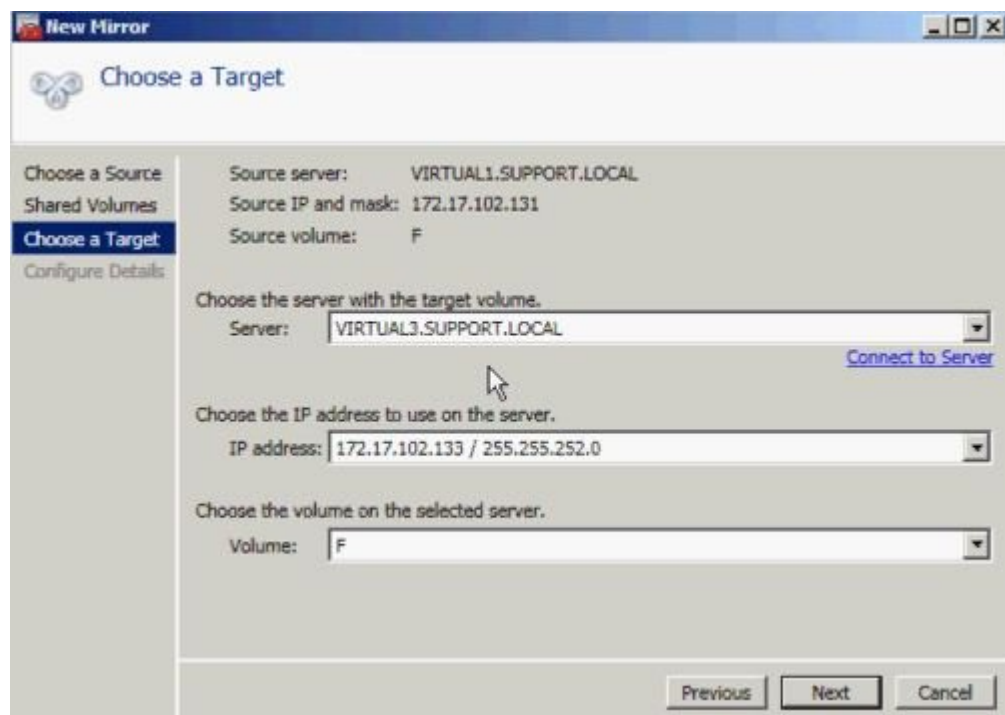 New Mirror
Choose a Target
Choose a Source
Shared Volumes
Choose a Target
Configure Details
Source server: VIRTUAL1.SUPPORT.LOCAL
Source IP and mask: 172.17.102.131
Source volume: F
Choose the server with the target volume.
Server: VIRTUAL3.SUPPORT.LOCAL
Connect to Server
Choose the IP address to use on the server.
IP address: 172.17.102.133 / 255.255.252.0
Choose the volume on the selected server.
Volume: F
Previous Next Cancel